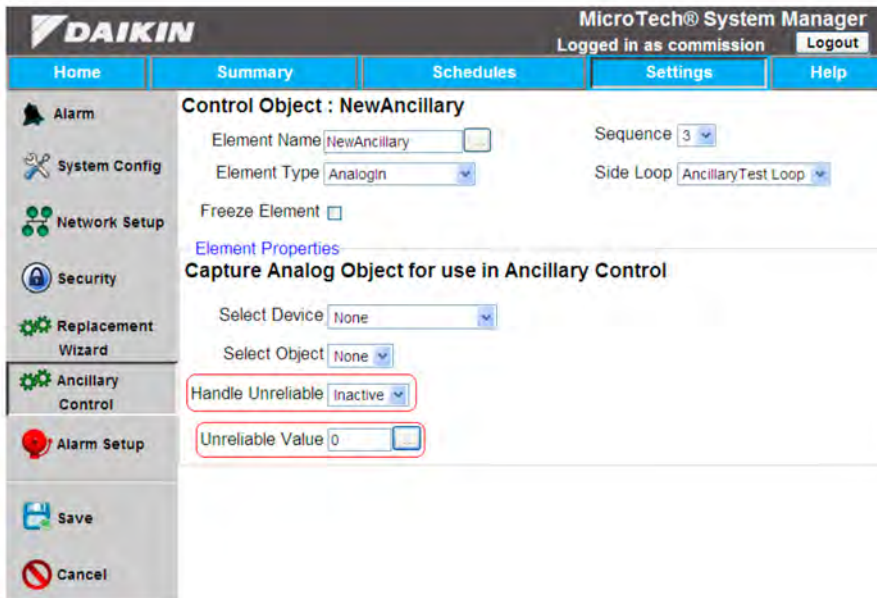 DAIKIN
MicroTech® System Manager
Logged in as commission Logout
Home Summary Schedules Settings Help
Alarm
System Config
Network Setup
Security
Replacement
Wizard
Ancillary
Control
Alarm Setup
Save
Cancel
Control Object : NewAncillary
Element Name NewAncillary ...
Sequence 3
Element Type AnalogIn
Side Loop AncillaryTest Loop
Freeze Element
Element Properties
Capture Analog Object for use in Ancillary Control
Select Device None
Select Object None
Handle Unreliable Inactive
Unreliable Value 0 ...